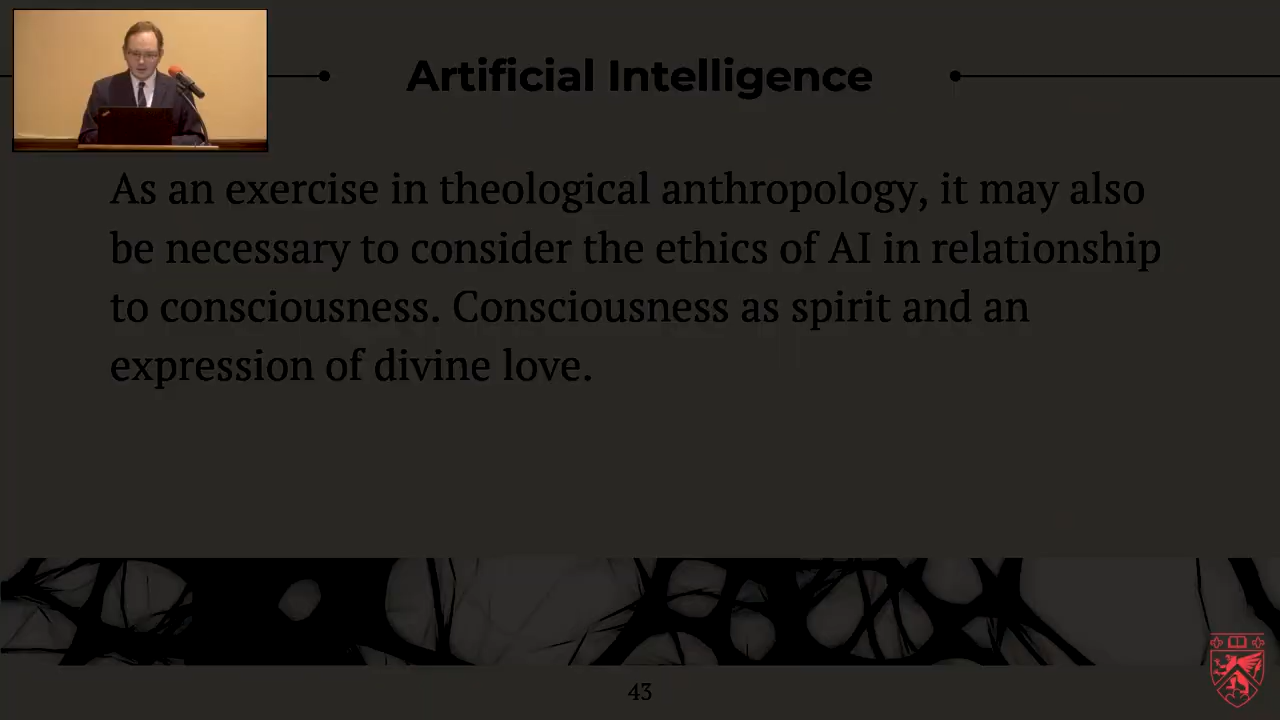 Artificial Intelligence
As an exercise in theological anthropology, it may also
be necessary to consider the ethics of AI in relationship
to consciousness. Consciousness as spirit and an
expression of divine love.
43